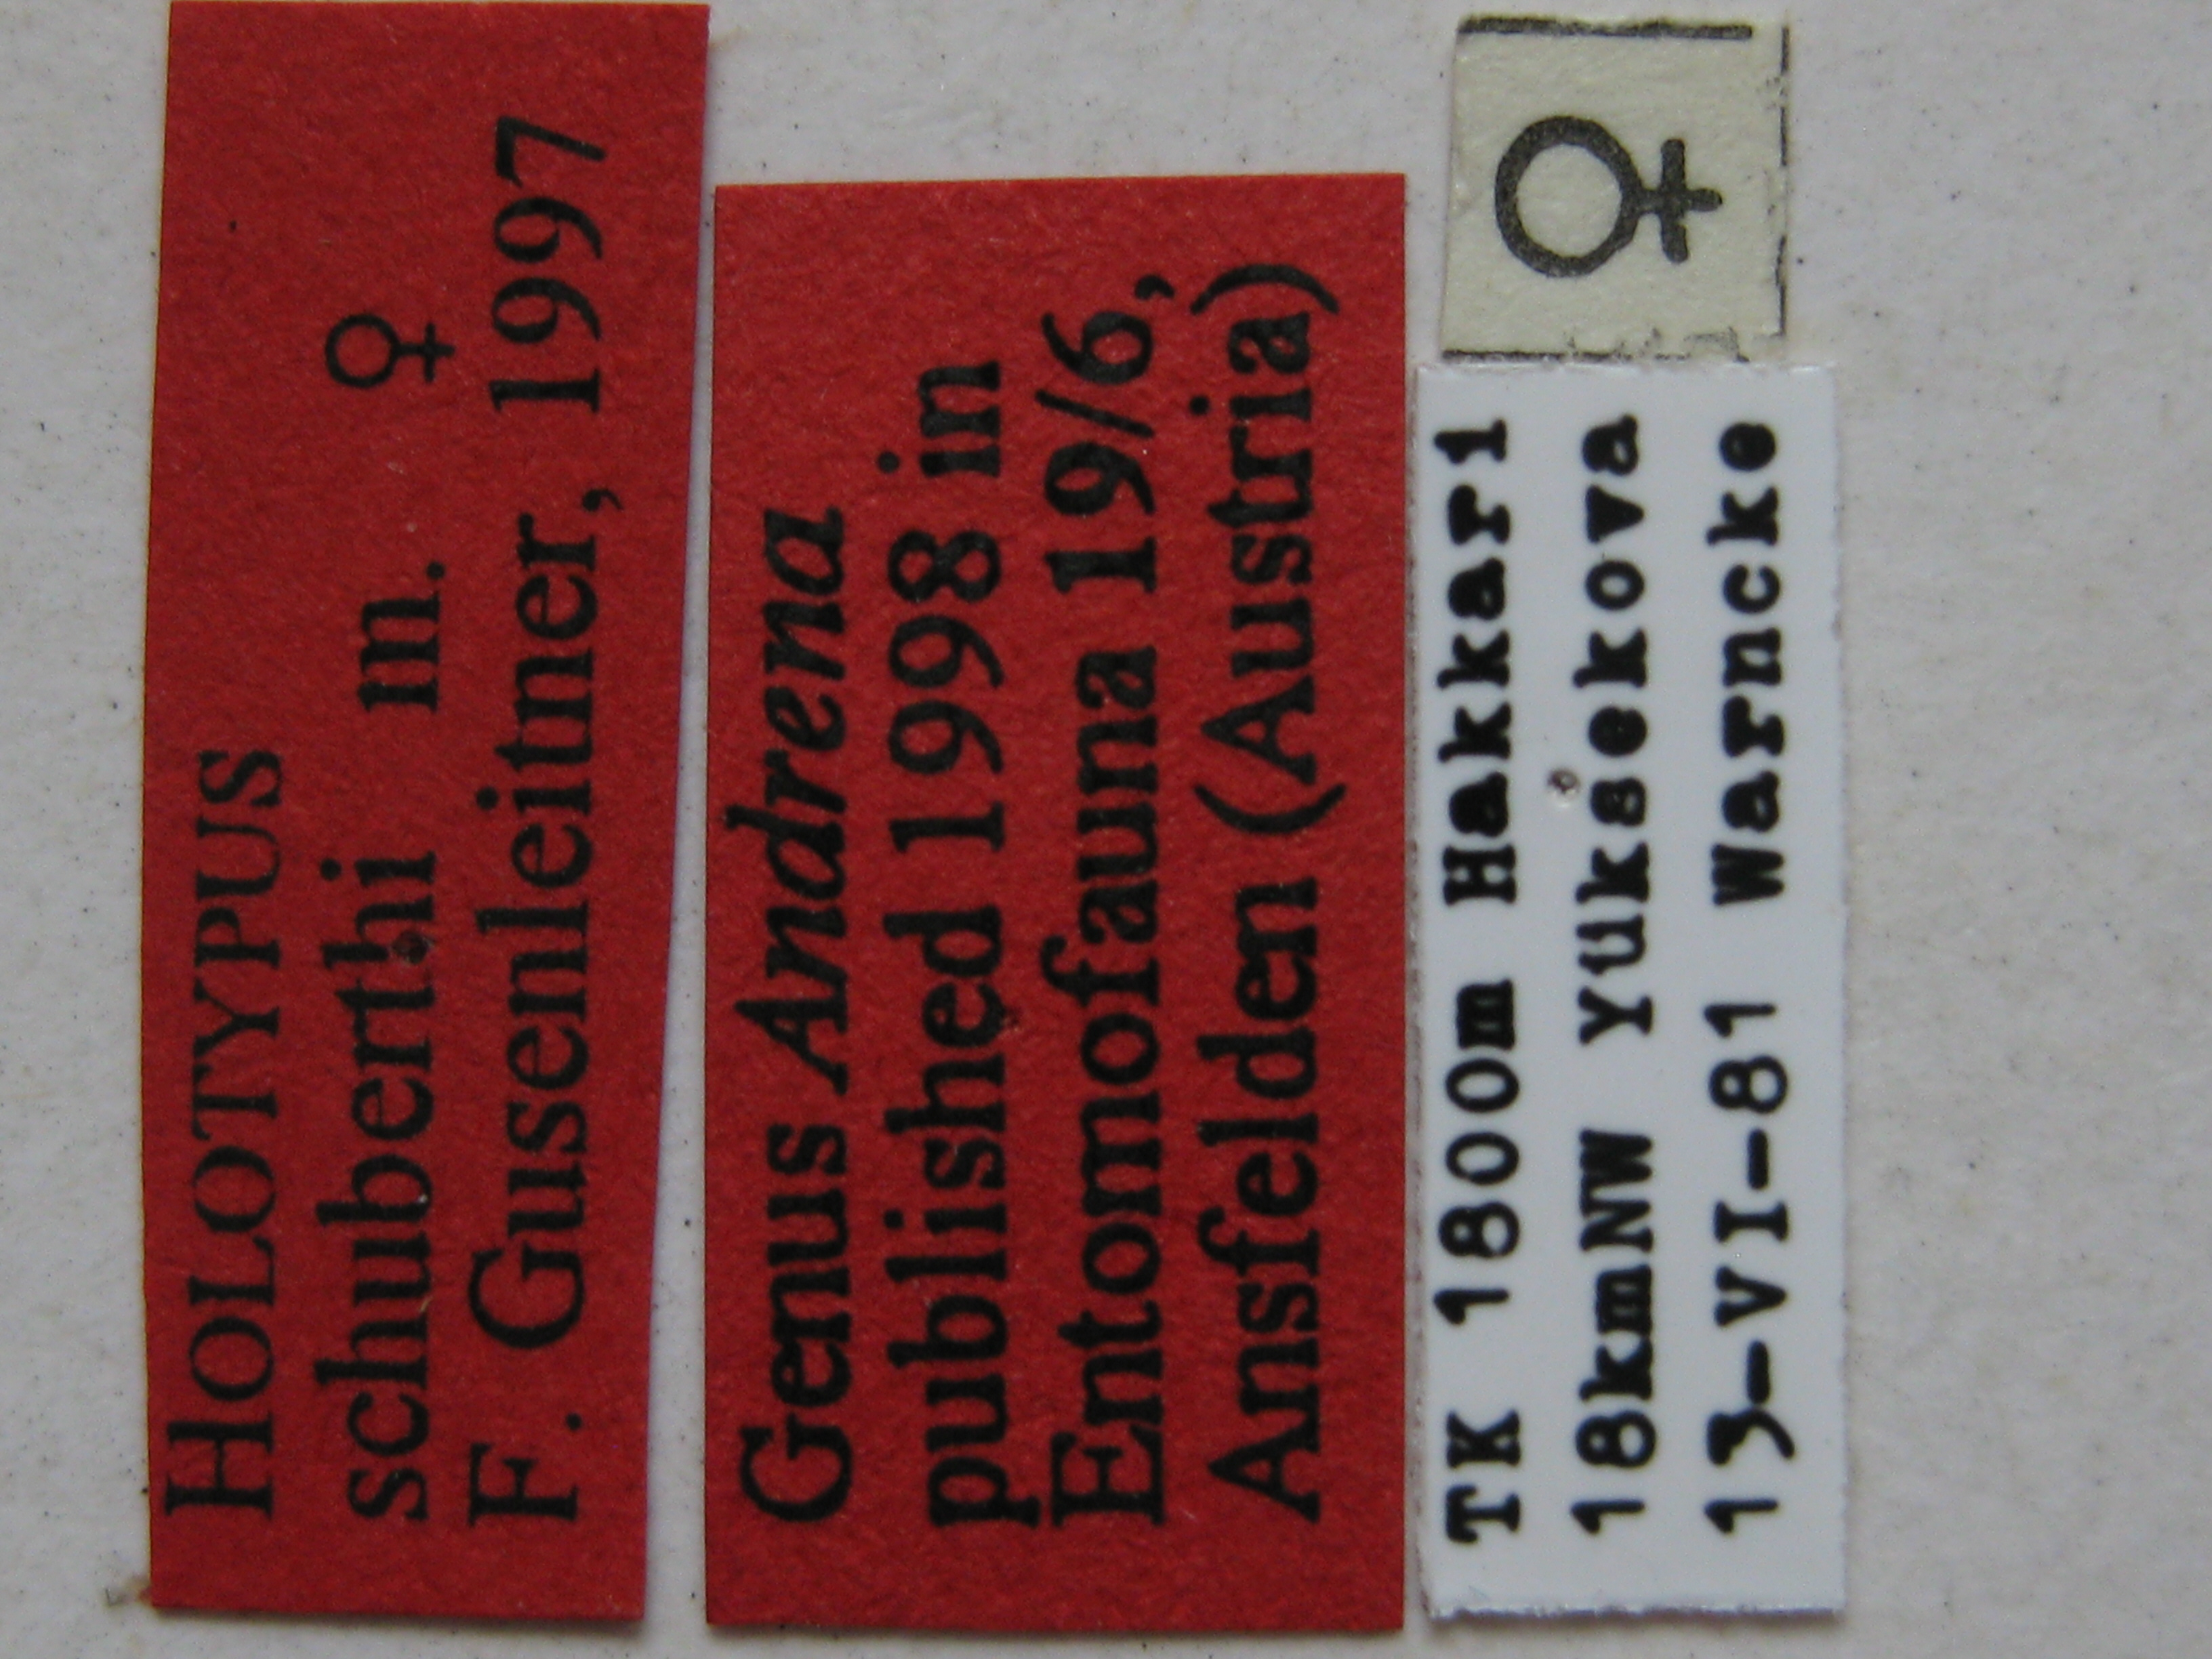 HOLOTYPUS
schuberthi m. ♀
F. Gusenleitner, 1997
Genus Andrena
published 1998 in
Entomofauna 19/6,
Ansfelden (Austria)
TK 1800m Hakkari
18kmNW Yuksekova
13-VI-81 Warncke
♀